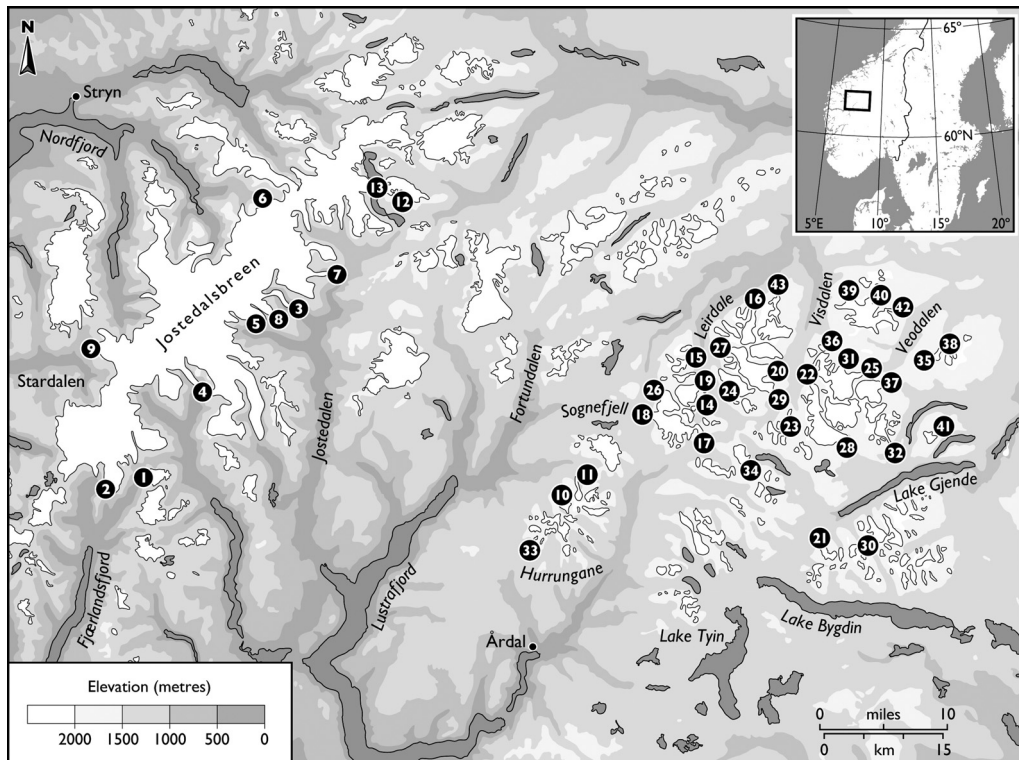 N
Stryn
Nordfjord
65°N
60°N
5°E
10°
15°
20°
13
12
6
7
Jostedalsbreen
3
8
5
9
Stardalen
4
1
2
Fjærlandsfjord
Jostedalen
Lustrafjord
Fortundalen
Sognefjell
Leirdale
Visdalen
Veodalen
43
16
39
40
42
27
15
36
31
38
35
25
37
20
22
19
24
26
14
29
18
23
41
17
28
32
34
Lake Gjende
11
10
33
Hurrungane
21
30
Årdal
Lake Tyin
Lake Bygdin
Elevation (metres)
2000 1500 1000 500 0
0 miles 10
0 km 15